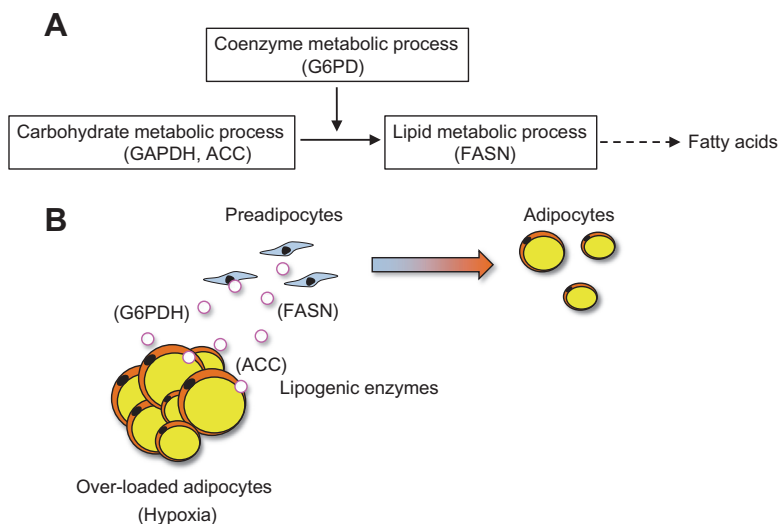 A
Coenzyme metabolic process
(G6PD)
Carbohydrate metabolic process
(GAPDH, ACC)
Lipid metabolic process
(FASN)
Fatty acids
B
Preadipocytes
Adipocytes
(G6PDH)
(FASN)
(ACC)
Lipogenic enzymes
Over-loaded adipocytes
(Hypoxia)